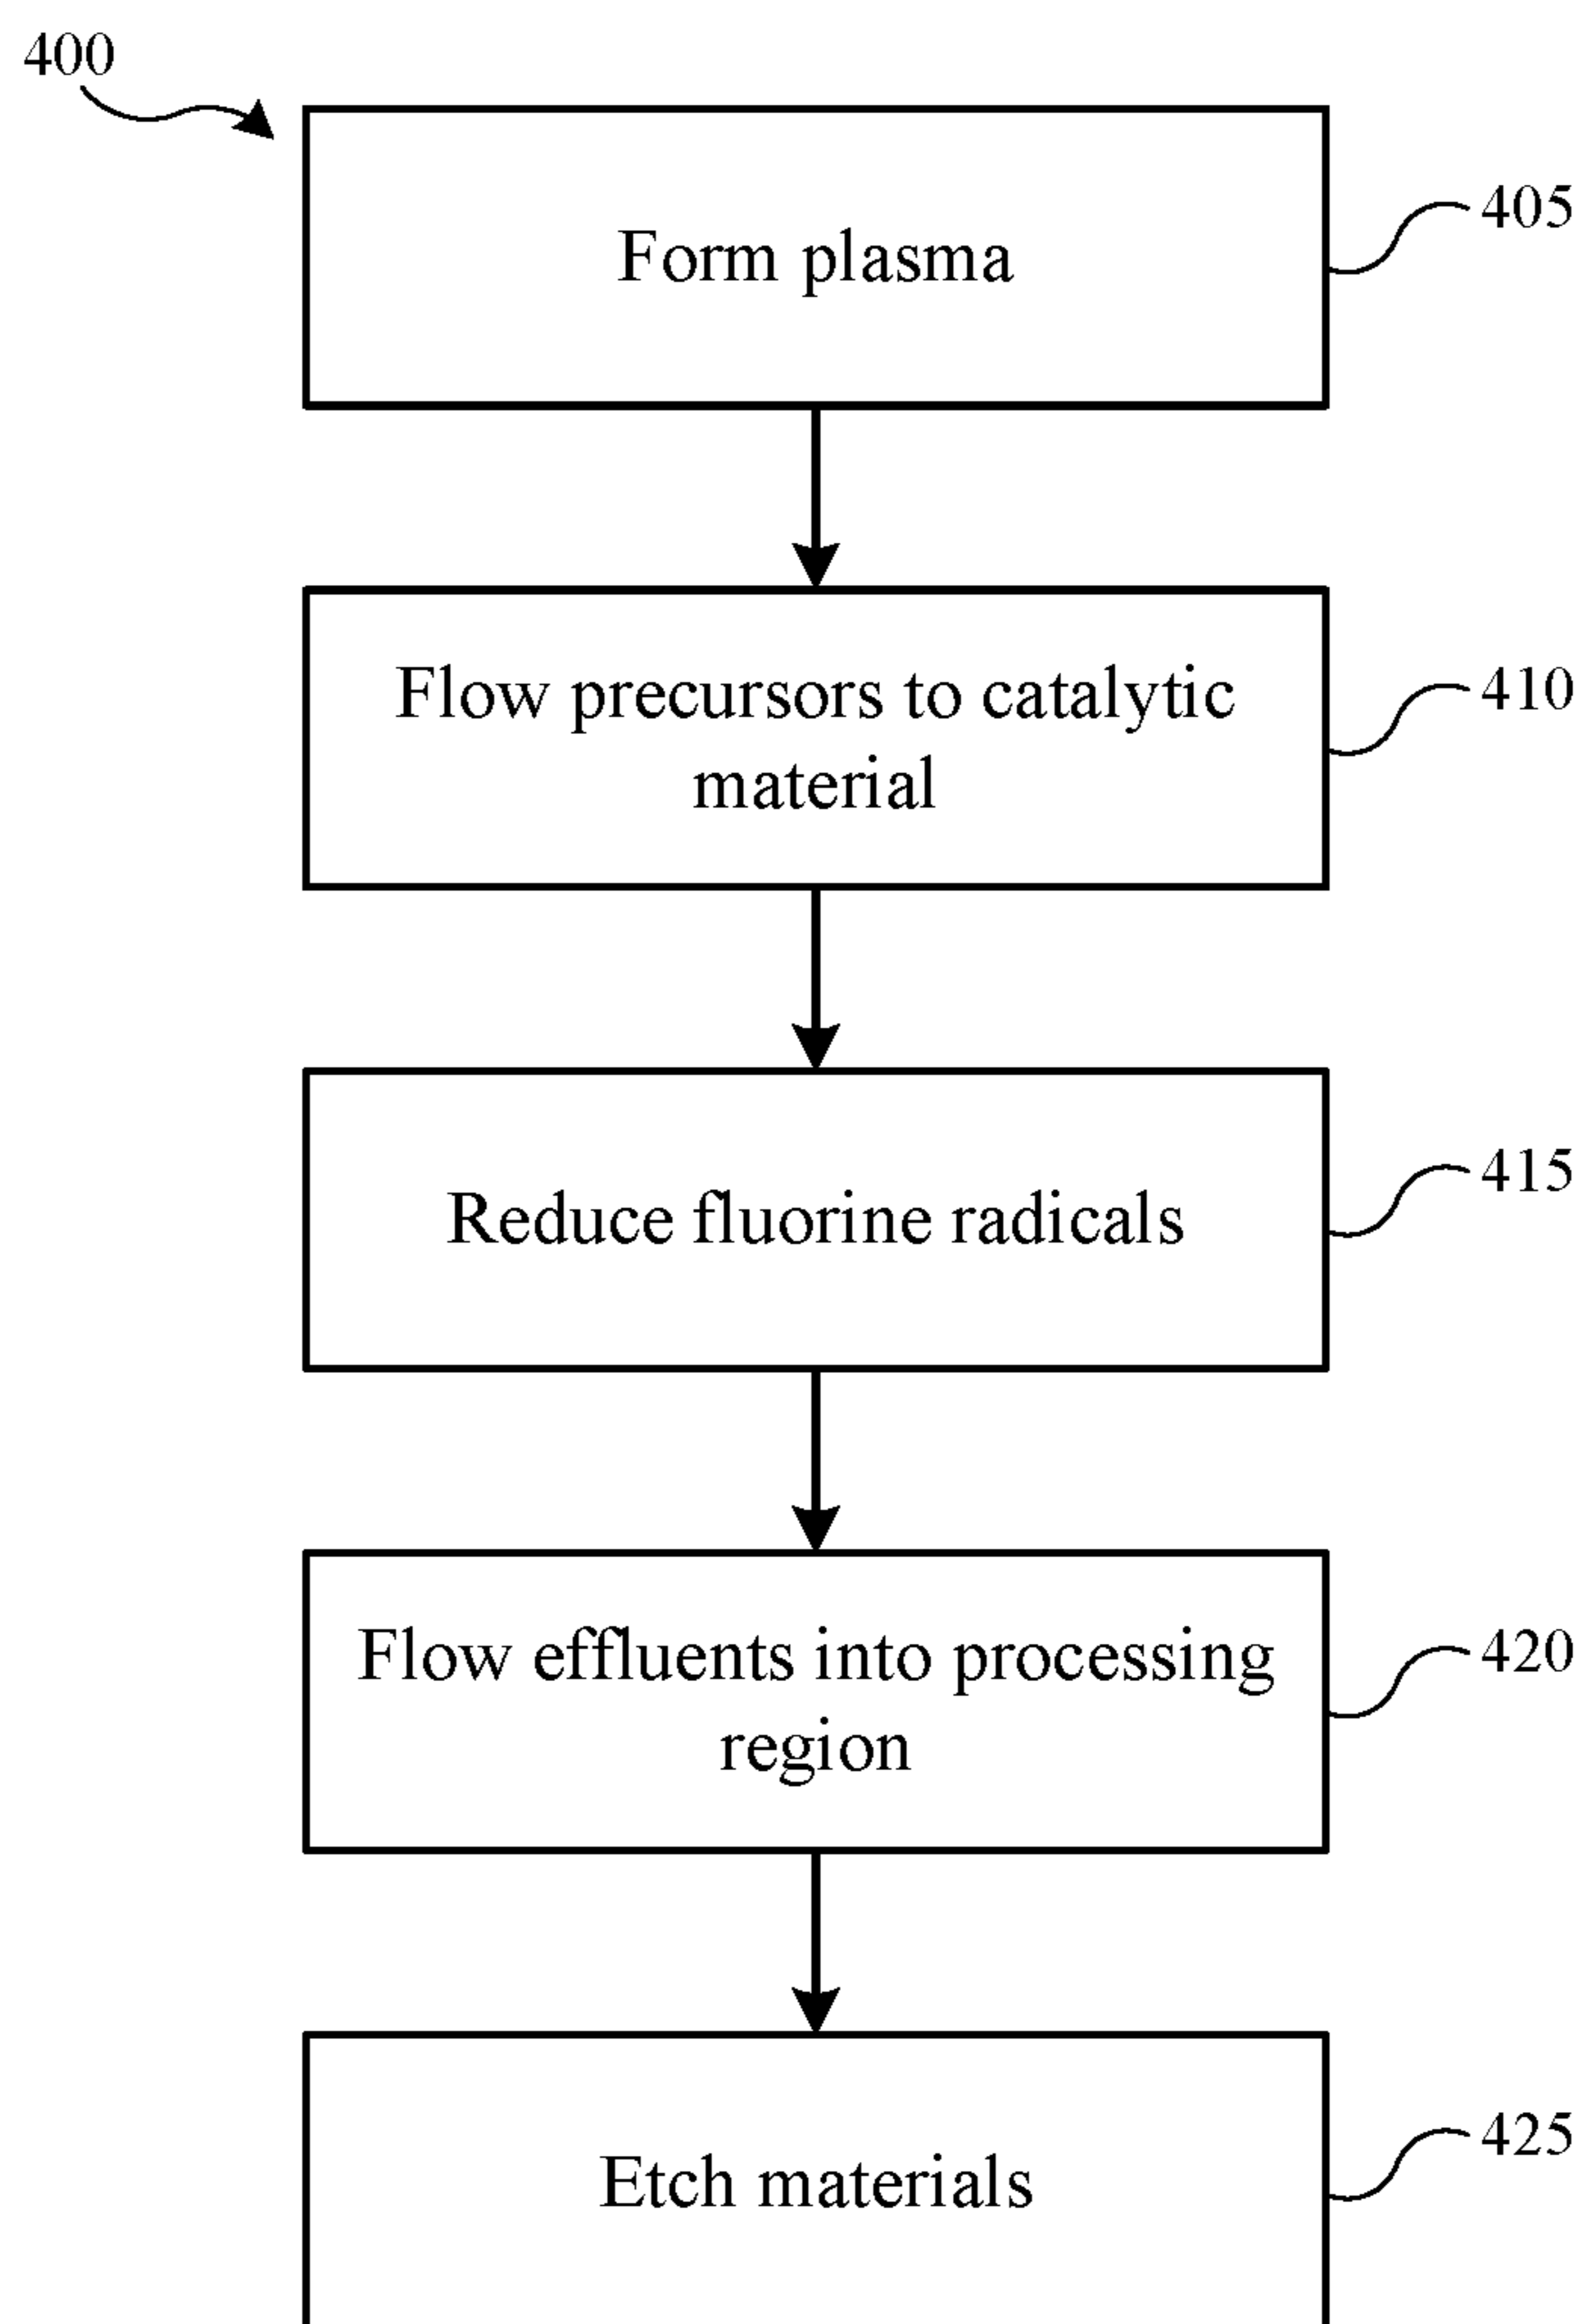 400
Form plasma
405
Flow precursors to catalytic
material
410
Reduce fluorine radicals
415
Flow effluents into processing
region
420
Etch materials
425